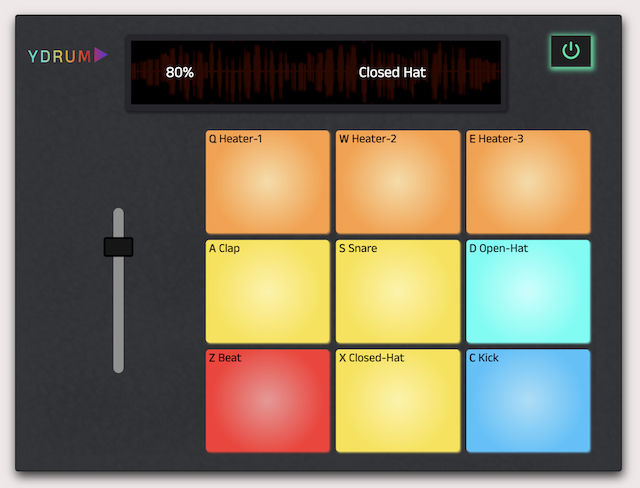 YDRUM
80% Closed Hat
Q Heater-1
W Heater-2
E Heater-3
A Clap
S Snare
D Open-Hat
Z Beat
X Closed-Hat
C Kick